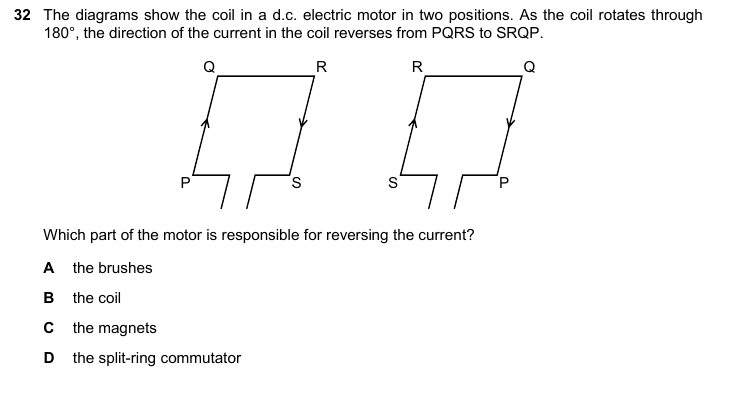 32 The diagrams show the coil in a d.c. electric motor in two positions. As the coil rotates through
180°, the direction of the current in the coil reverses from PQRS to SRQP.
Q R R Q
P S S P
Which part of the motor is responsible for reversing the current?
A the brushes
B the coil
C the magnets
D the split-ring commutator